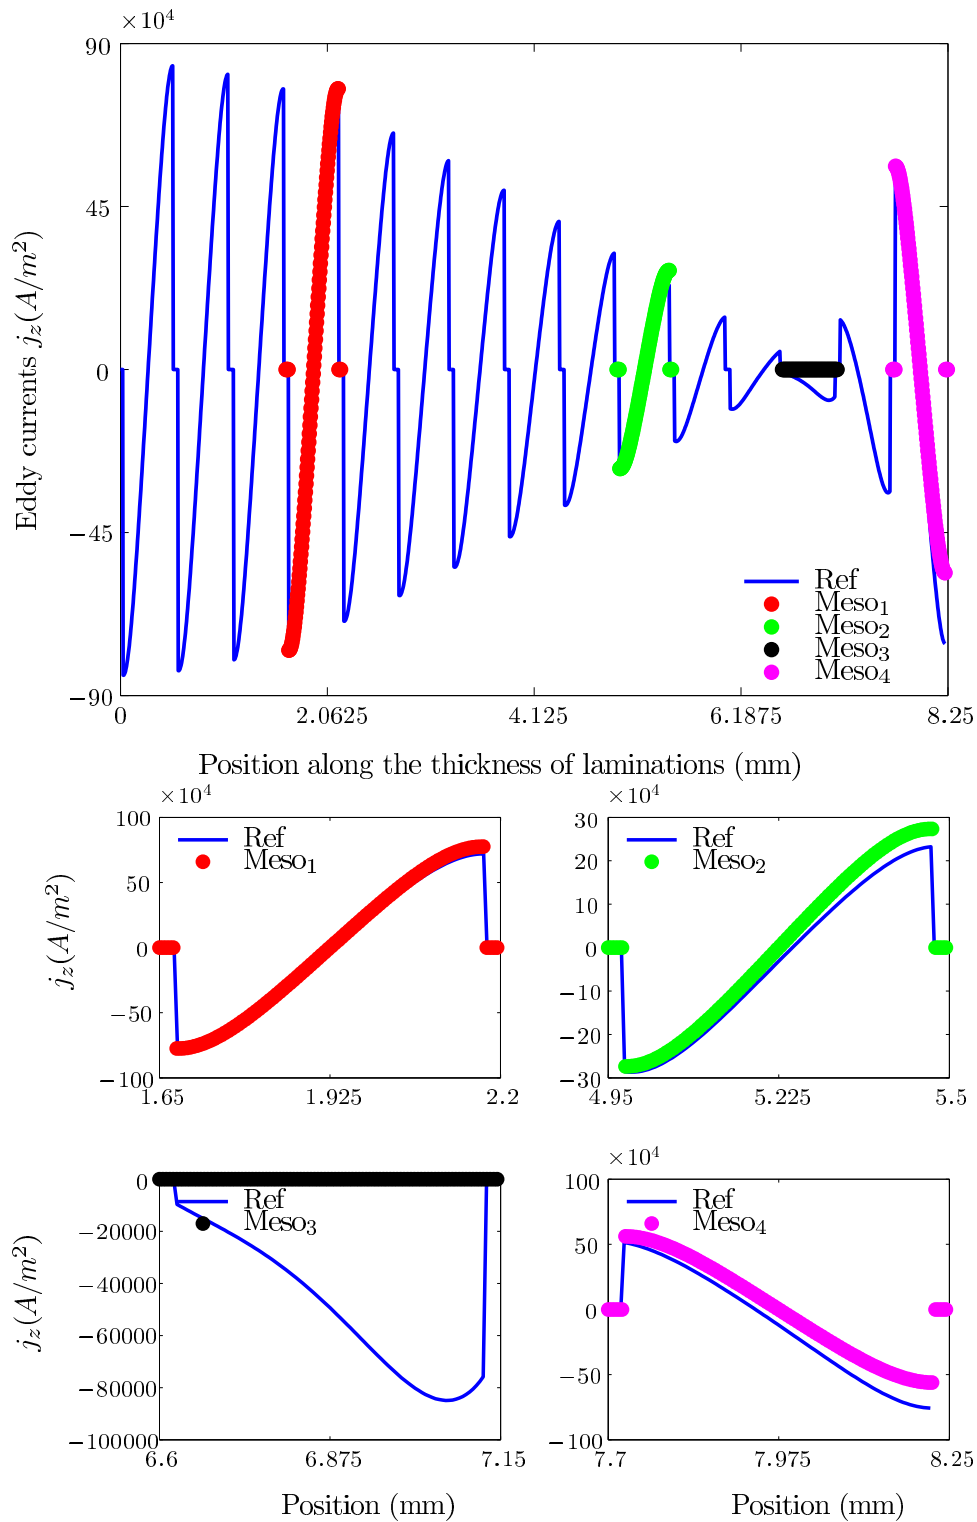 ×10⁴
90
45
0
−45
−90
Eddy currents j_z(A/m²)
Ref
Meso₁
Meso₂
Meso₃
Meso₄
0 2.0625 4.125 6.1875 8.25
Position along the thickness of laminations (mm)
×10⁴
100
50
0
−50
−100
j_z(A/m²)
Ref
Meso₁
1.65 1.925 2.2
×10⁴
30
20
10
0
−10
−20
−30
Ref
Meso₂
4.95 5.225 5.5
0
−20000
−40000
−60000
−80000
−100000
j_z(A/m²)
Ref
Meso₃
6.6 6.875 7.15
Position (mm)
×10⁴
100
50
0
−50
−100
Ref
Meso₄
7.7 7.975 8.25
Position (mm)